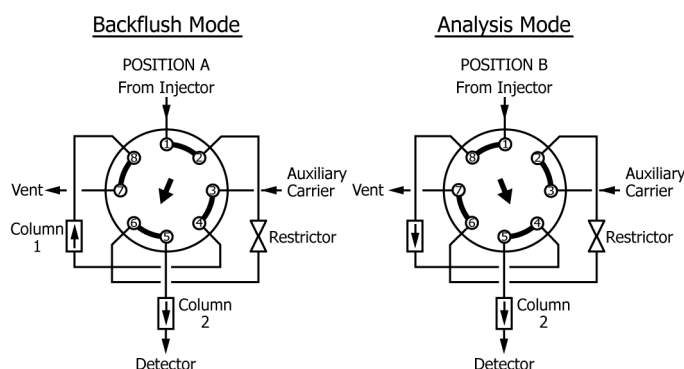 Backflush Mode
POSITION A
From Injector
1
2
3
4
5
6
7
8
Vent
Auxiliary
Carrier
Column
1
Restrictor
Column
2
Detector
Analysis Mode
POSITION B
From Injector
1
2
3
4
5
6
7
8
Vent
Auxiliary
Carrier
Restrictor
Column
2
Detector